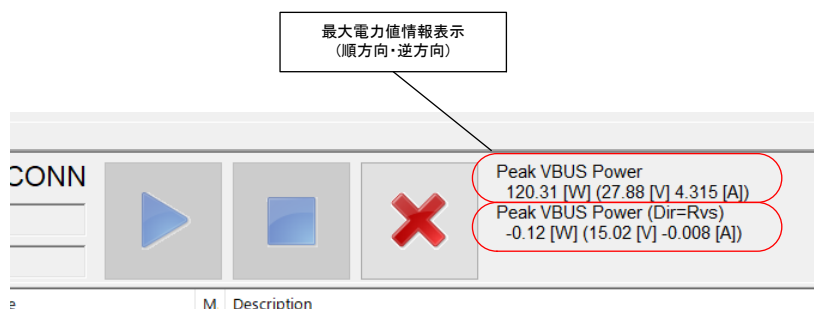 最大電力値情報表示
(順方向・逆方向)
CONN
Peak VBUS Power
120.31 [W] (27.88 [V] 4.315 [A])
Peak VBUS Power (Dir=Rvs)
-0.12 [W] (15.02 [V] -0.008 [A])
e M Description